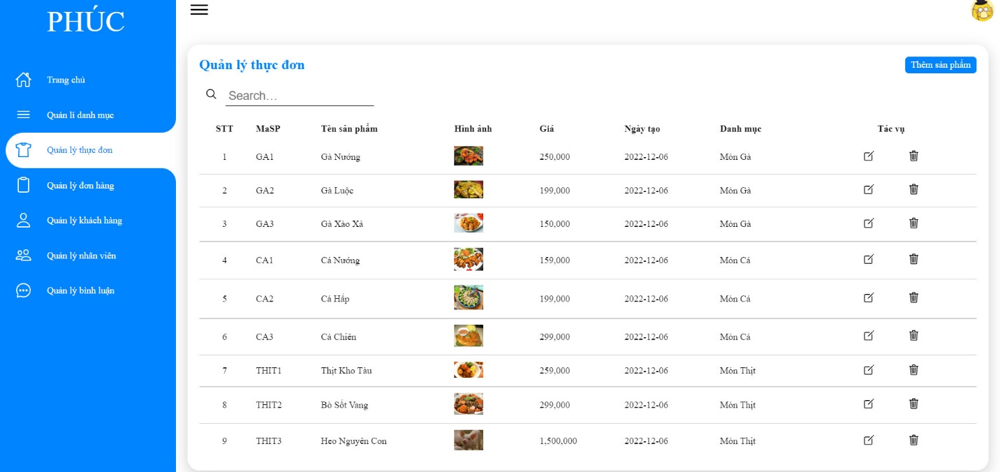 PHÚC
Trang chủ
Quản lí danh mục
Quản lý thực đơn
Quản lý đơn hàng
Quản lý khách hàng
Quản lý nhân viên
Quản lý bình luận
Quản lý thực đơn
Thêm sản phẩm
Search...
STT MaSP Tên sản phẩm Hình ảnh Giá Ngày tạo Danh mục Tác vụ
1 GA1 Gà Nướng 250,000 2022-12-06 Món Gà
2 GA2 Gà Luộc 199,000 2022-12-06 Món Gà
3 GA3 Gà Xào Xả 150,000 2022-12-06 Món Gà
4 CA1 Cá Nướng 159,000 2022-12-06 Món Cá
5 CA2 Cá Hấp 199,000 2022-12-06 Món Cá
6 CA3 Cá Chiên 299,000 2022-12-06 Món Cá
7 THIT1 Thịt Kho Tàu 259,000 2022-12-06 Món Thịt
8 THIT2 Bò Sốt Vang 299,000 2022-12-06 Món Thịt
9 THIT3 Heo Nguyên Con 1,500,000 2022-12-06 Món Thịt